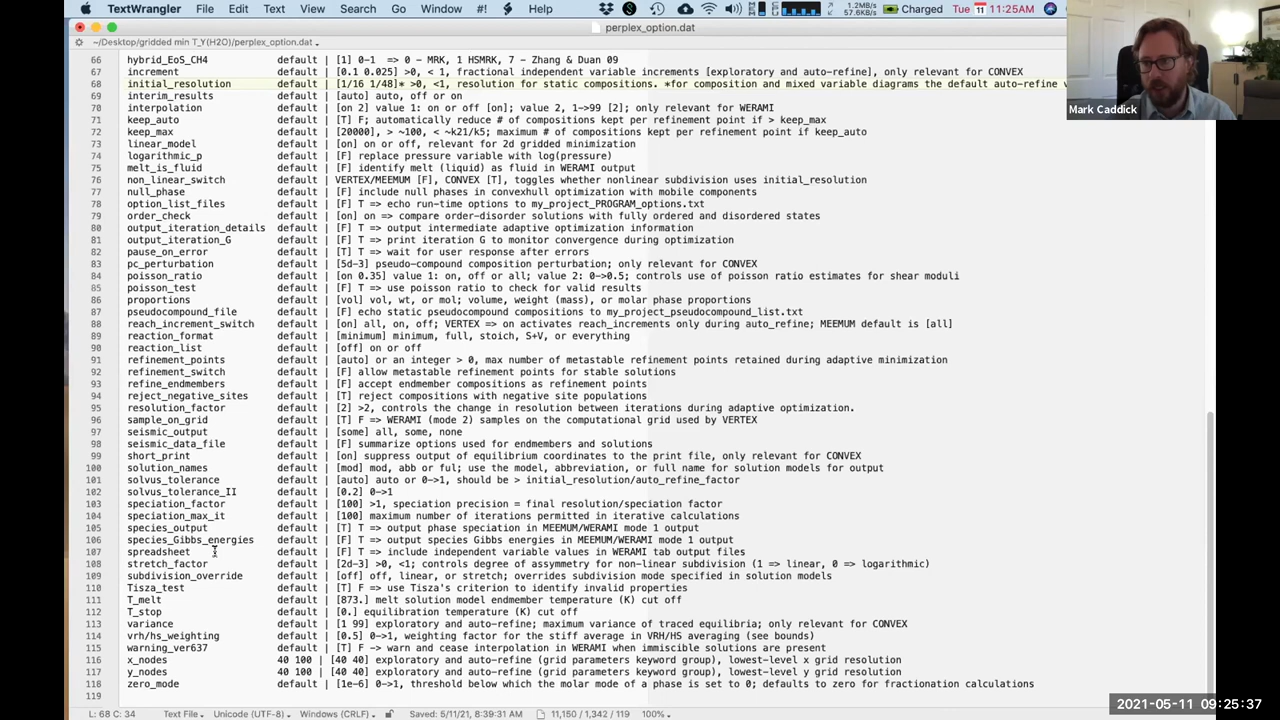 TextWrangler File Edit Text View Search Go Window #! Help 1.2MB/s 57.6KB/s Charged Tue 11 11:25AM
perplex_option.dat
~/Desktop/gridded min T_Y(H2O)/perplex_option.dat
66 hybrid_EoS_CH4 default | [1] 0-1 => 0 - MRK, 1 HSMRK, 7 - Zhang & Duan 09
67 increment default | [0.1 0.025] >0, < 1, fractional independent variable increments [exploratory and auto-refine], only relevant for CONVEX
68 initial_resolution default | [1/16 1/48]* >0, <1, resolution for static compositions. *for composition and mixed variable diagrams the default auto-refine v
69 interim_results default | [auto] auto, off or on
70 interpolation default | [on 2] value 1: on or off [on]; value 2, 1->99 [2]; only relevant for WERAMI
71 keep_auto default | [T] F; automatically reduce # of compositions kept per refinement point if > keep_max
72 keep_max default | [20000], > ~100, < ~k21/k5; maximum # of compositions kept per refinement point if keep_auto
73 linear_model default | [on] on or off, relevant for 2d gridded minimization
74 logarithmic_p default | [F] replace pressure variable with log(pressure)
75 melt_is_fluid default | [F] identify melt (liquid) as fluid in WERAMI output
76 non_linear_switch default | VERTEX/MEEMUM [F], CONVEX [T], toggles whether nonlinear subdivision uses initial_resolution
77 null_phase default | [F] include null phases in convexhull optimization with mobile components
78 option_list_files default | [F] T => echo run-time options to my_project_PROGRAM_options.txt
79 order_check default | [on] on => compare order-disorder solutions with fully ordered and disordered states
80 output_iteration_details default | [F] T => output intermediate adaptive optimization information
81 output_iteration_G default | [F] T => print iteration G to monitor convergence during optimization
82 pause_on_error default | [T] T => wait for user response after errors
83 pc_perturbation default | [5d-3] pseudo-compound composition perturbation; only relevant for CONVEX
84 poisson_ratio default | [on 0.35] value 1: on, off or all; value 2: 0->0.5; controls use of poisson ratio estimates for shear moduli
85 poisson_test default | [F] T => use poisson ratio to check for valid results
86 proportions default | [vol] vol, wt, or mol; volume, weight (mass), or molar phase proportions
87 pseudocompound_file default | [F] echo static pseudocompound compositions to my_project_pseudocompound_list.txt
88 reach_increment_switch default | [on] all, on, off; VERTEX => on activates reach_increments only during auto_refine; MEEMUM default is [all]
89 reaction_format default | [minimum] minimum, full, stoich, S+V, or everything
90 reaction_list default | [off] on or off
91 refinement_points default | [auto] or an integer > 0, max number of metastable refinement points retained during adaptive minimization
92 refinement_switch default | [F] allow metastable refinement points for stable solutions
93 refine_endmembers default | [F] accept endmember compositions as refinement points
94 reject_negative_sites default | [T] reject compositions with negative site populations
95 resolution_factor default | [2] >2, controls the change in resolution between iterations during adaptive optimization.
96 sample_on_grid default | [T] F => WERAMI (mode 2) samples on the computational grid used by VERTEX
97 seismic_output default | [some] all, some, none
98 seismic_data_file default | [F] summarize options used for endmembers and solutions
99 short_print default | [on] suppress output of equilibrium coordinates to the print file, only relevant for CONVEX
100 solution_names default | [mod] mod, abb or ful; use the model, abbreviation, or full name for solution models for output
101 solvus_tolerance default | [auto] auto or 0->1, should be > initial_resolution/auto_refine_factor
102 solvus_tolerance_II default | [0.2] 0->1
103 speciation_factor default | [100] >1, speciation precision = final resolution/speciation factor
104 speciation_max_it default | [100] maximum number of iterations permitted in iterative calculations
105 species_output default | [T] T => output phase speciation in MEEMUM/WERAMI mode 1 output
106 species_Gibbs_energies default | [F] T => output species Gibbs energies in MEEMUM/WERAMI mode 1 output
107 spreadsheet default | [F] T => include independent variable values in WERAMI tab output files
108 stretch_factor default | [2d-3] >0, <1; controls degree of assymetry for non-linear subdivision (1 => linear, 0 => logarithmic)
109 subdivision_override default | [off] off, linear, or stretch; overrides subdivision mode specified in solution models
110 Tisza_test default | [T] F => use Tisza's criterion to identify invalid properties
111 T_melt default | [873.] melt solution model endmember temperature (K) cut off
112 T_stop default | [0.] equilibration temperature (K) cut off
113 variance default | [1 99] exploratory and auto-refine; maximum variance of traced equilibria; only relevant for CONVEX
114 vrh/hs_weighting default | [0.5] 0->1, weighting factor for the stiff average in VRH/HS averaging (see bounds)
115 warning_ver637 default | [T] F -> warn and cease interpolation in WERAMI when immiscible solutions are present
116 x_nodes 40 100 | [40 40] exploratory and auto-refine (grid parameters keyword group), lowest-level x grid resolution
117 y_nodes 40 100 | [40 40] exploratory and auto-refine (grid parameters keyword group), lowest-level y grid resolution
118 zero_mode default | [1e-6] 0->1, threshold below which the molar mode of a phase is set to 0; defaults to zero for fractionation calculations
119
L: 68 C: 34 Text File Unicode (UTF-8) Windows (CRLF) Saved: 5/11/21, 8:39:31 AM 11,150 / 1,342 / 119 100%
Mark Caddick
2021-05-11 09:25:37